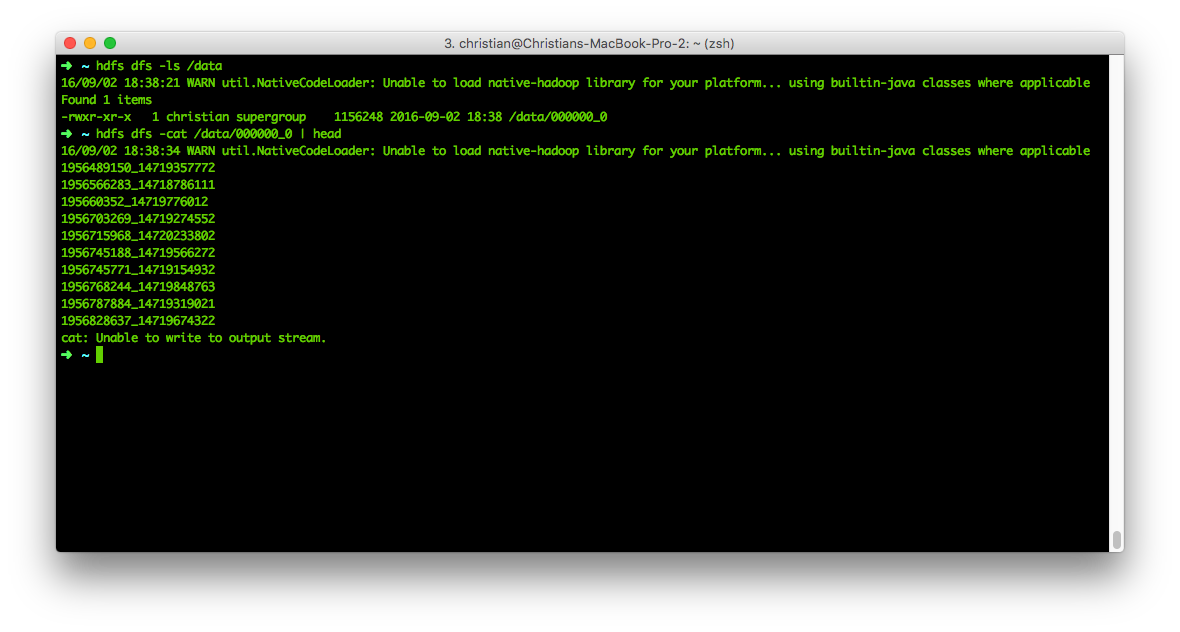 3. christian@Christians-MacBook-Pro-2: ~ (zsh)
➜ ~ hdfs dfs -ls /data
16/09/02 18:38:21 WARN util.NativeCodeLoader: Unable to load native-hadoop library for your platform... using builtin-java classes where applicable
Found 1 items
-rwxr-xr-x   1 christian supergroup    1156248 2016-09-02 18:38 /data/000000_0
➜ ~ hdfs dfs -cat /data/000000_0 | head
16/09/02 18:38:34 WARN util.NativeCodeLoader: Unable to load native-hadoop library for your platform... using builtin-java classes where applicable
1956489150_14719357772
1956566283_14718786111
195660352_14719776012
1956703269_14719274552
1956715968_14720233802
1956745188_14719566272
1956745771_14719154932
1956768244_14719848763
1956787884_14719319021
1956828637_14719674322
cat: Unable to write to output stream.
➜ ~